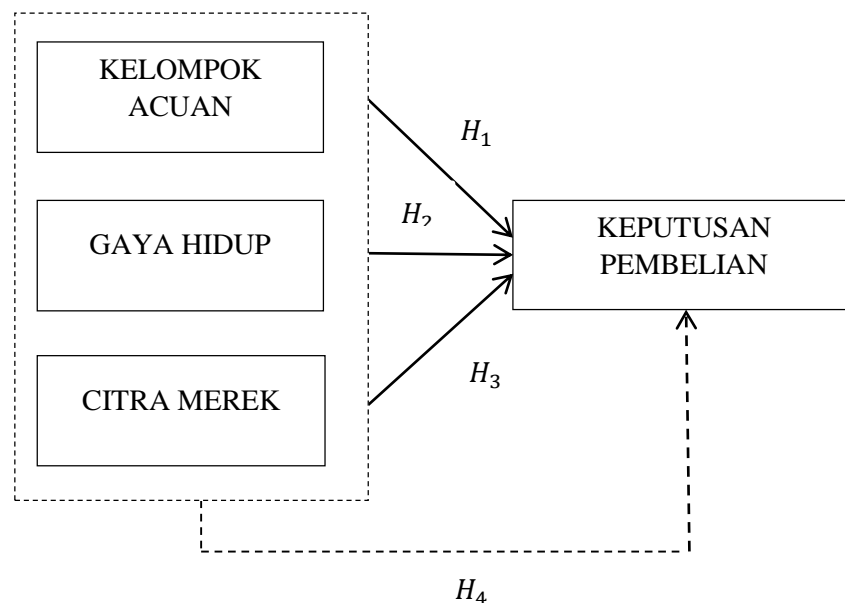 KELOMPOK
ACUAN
H₁
GAYA HIDUP
H₂
KEPUTUSAN
PEMBELIAN
CITRA MEREK
H₃
H₄